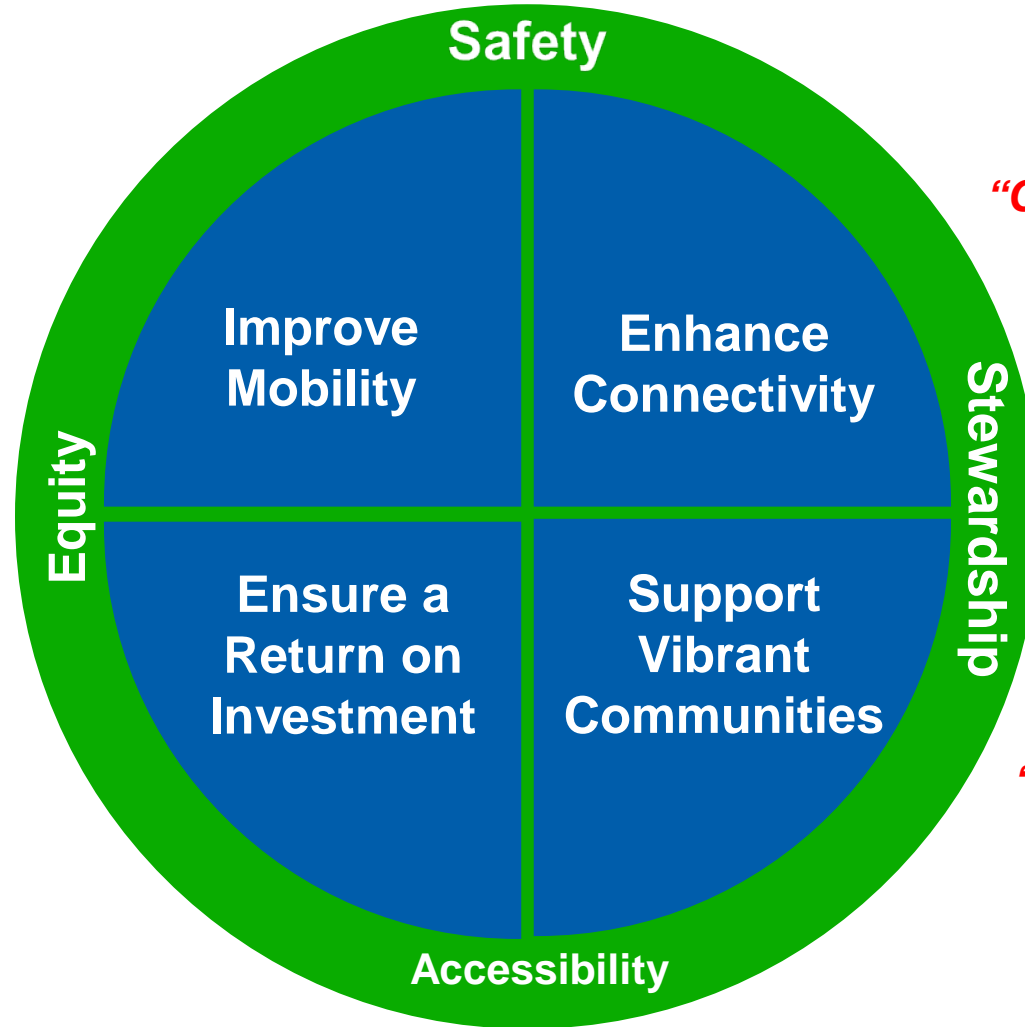 Safety
Improve
Mobility
Enhance
Connectivity
Equity
Stewardship
Ensure a
Return on
Investment
Support
Vibrant
Communities
Accessibility